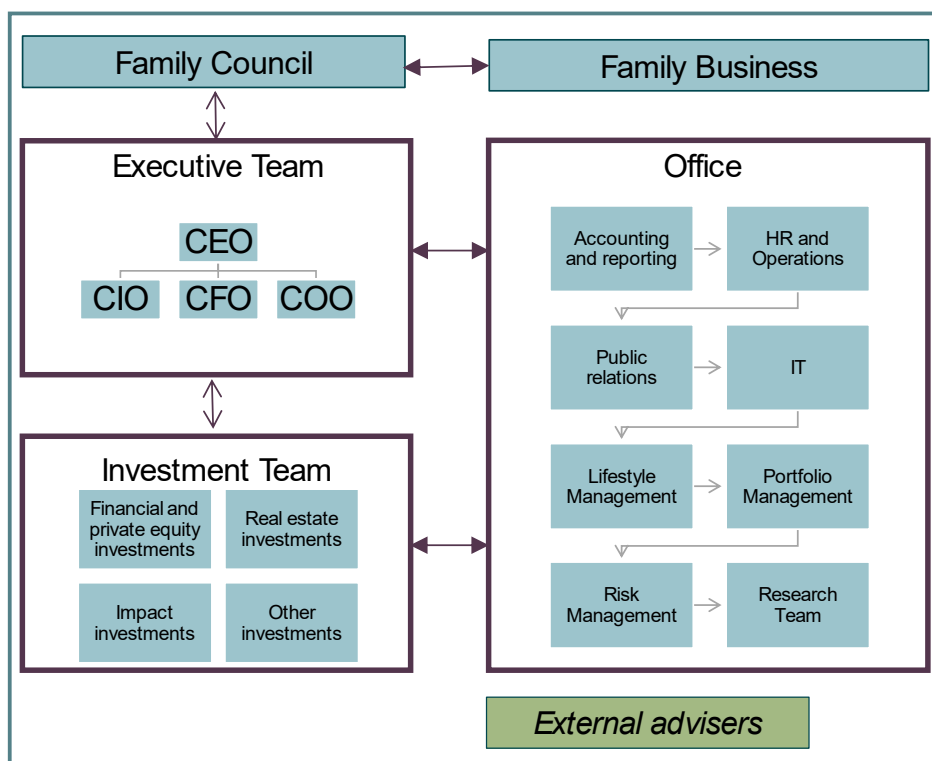 Family Council
Family Business
Executive Team
CEO
CIO
CFO
COO
Investment Team
Financial and
private equity
investments
Real estate
investments
Impact
investments
Other
investments
Office
Accounting
and reporting
HR and
Operations
Public
relations
IT
Lifestyle
Management
Portfolio
Management
Risk
Management
Research
Team
External advisers